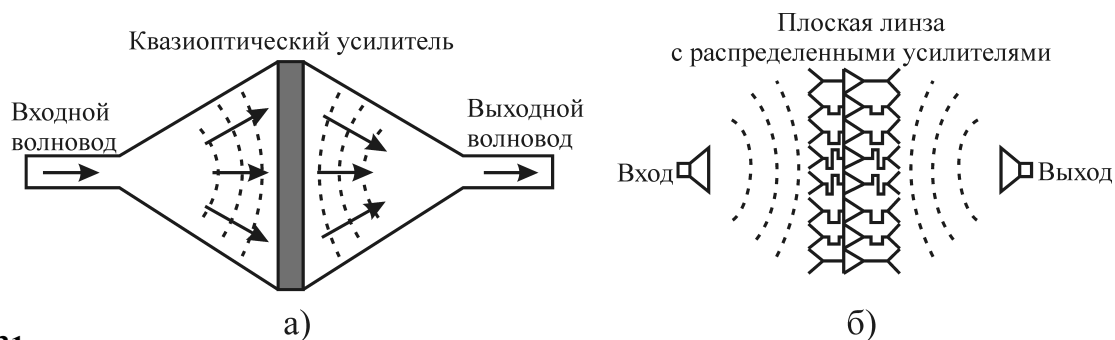 Квазиоптический усилитель
Входной
волновод
Выходной
волновод
а)
Плоская линза
с распределенными усилителями
Вход
Выход
б)